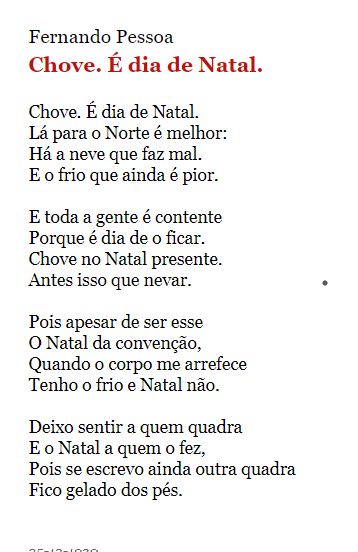 Fernando Pessoa
Chove. É dia de Natal.
Chove. É dia de Natal.
Lá para o Norte é melhor:
Há a neve que faz mal.
E o frio que ainda é pior.
E toda a gente é contente
Porque é dia de o ficar.
Chove no Natal presente.
Antes isso que nevar.
Pois apesar de ser esse
O Natal da convenção,
Quando o corpo me arrefece
Tenho o frio e Natal não.
Deixo sentir a quem quadra
E o Natal a quem o fez,
Pois se escrevo ainda outra quadra
Fico gelado dos pés.